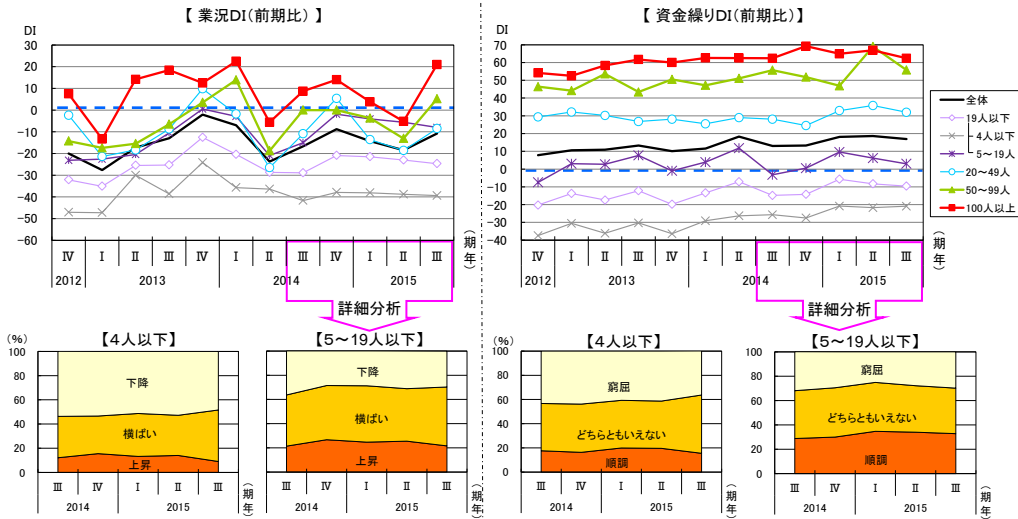 【 業況DI(前期比) 】
DI
30
20
10
0
-10
-20
-30
-40
-50
-60
Ⅳ Ⅰ Ⅱ Ⅲ Ⅳ Ⅰ Ⅱ Ⅲ Ⅳ Ⅰ Ⅱ Ⅲ
2012 2013 2014 2015
(期年)
詳細分析
【 資金繰りDI(前期比) 】
DI
70
60
50
40
30
20
10
0
-10
-20
-30
-40
Ⅳ Ⅰ Ⅱ Ⅲ Ⅳ Ⅰ Ⅱ Ⅲ Ⅳ Ⅰ Ⅱ Ⅲ
2012 2013 2014 2015
(期年)
詳細分析
全体
19人以下
4人以下
5~19人
20~49人
50~99人
100人以上
【4人以下】
(%)
100
80
60
40
20
0
下降
横ばい
上昇
Ⅲ Ⅳ Ⅰ Ⅱ Ⅲ
2014 2015
(期年)
【5~19人以下】
100
80
60
40
20
0
下降
横ばい
上昇
Ⅲ Ⅳ Ⅰ Ⅱ Ⅲ
2014 2015
(期年)
【4人以下】
(%)
100
80
60
40
20
0
窮屈
どちらともいえない
順調
Ⅲ Ⅳ Ⅰ Ⅱ Ⅲ
2014 2015
(期年)
【5~19人以下】
100
80
60
40
20
0
窮屈
どちらともいえない
順調
Ⅲ Ⅳ Ⅰ Ⅱ Ⅲ
2014 2015
(期年)